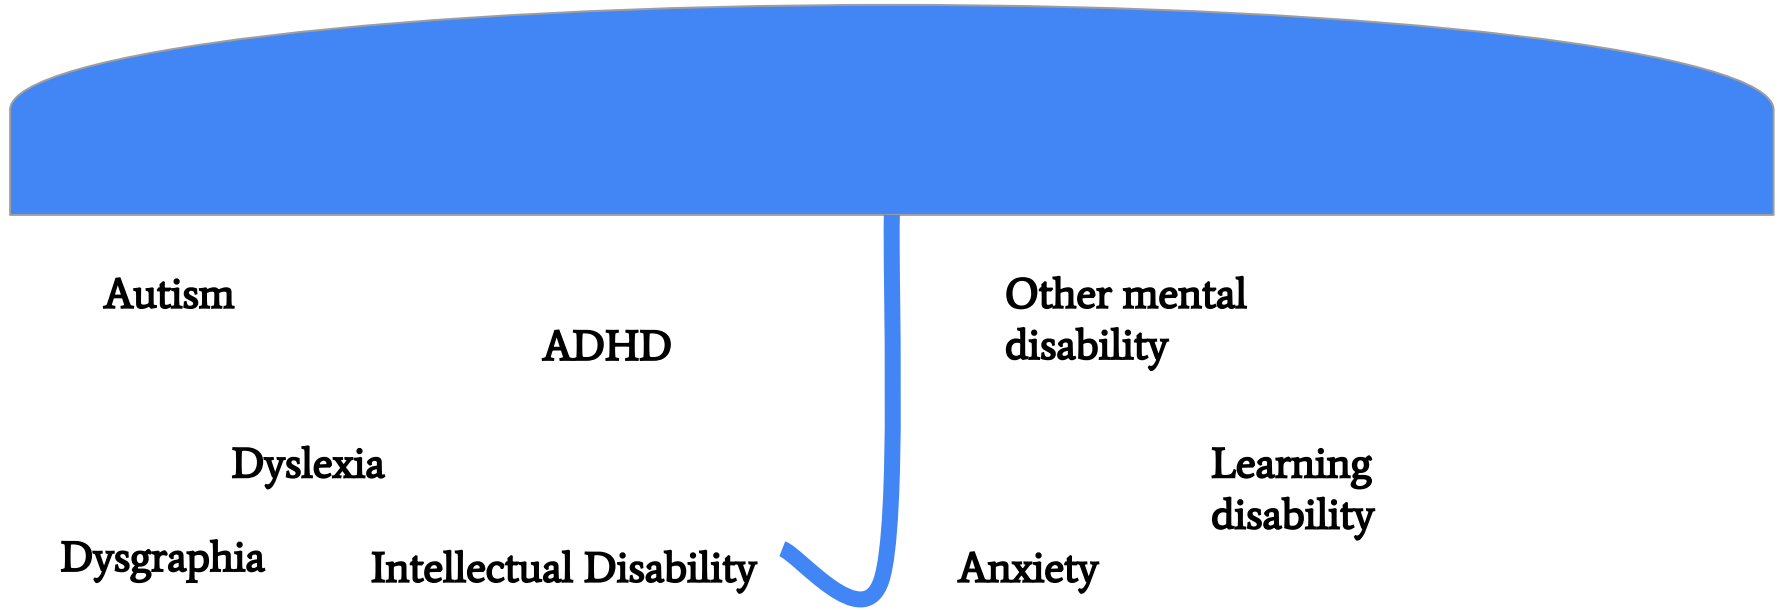 Autism
Other mental
disability
ADHD
Dyslexia
Learning
disability
Dysgraphia
Intellectual Disability
Anxiety